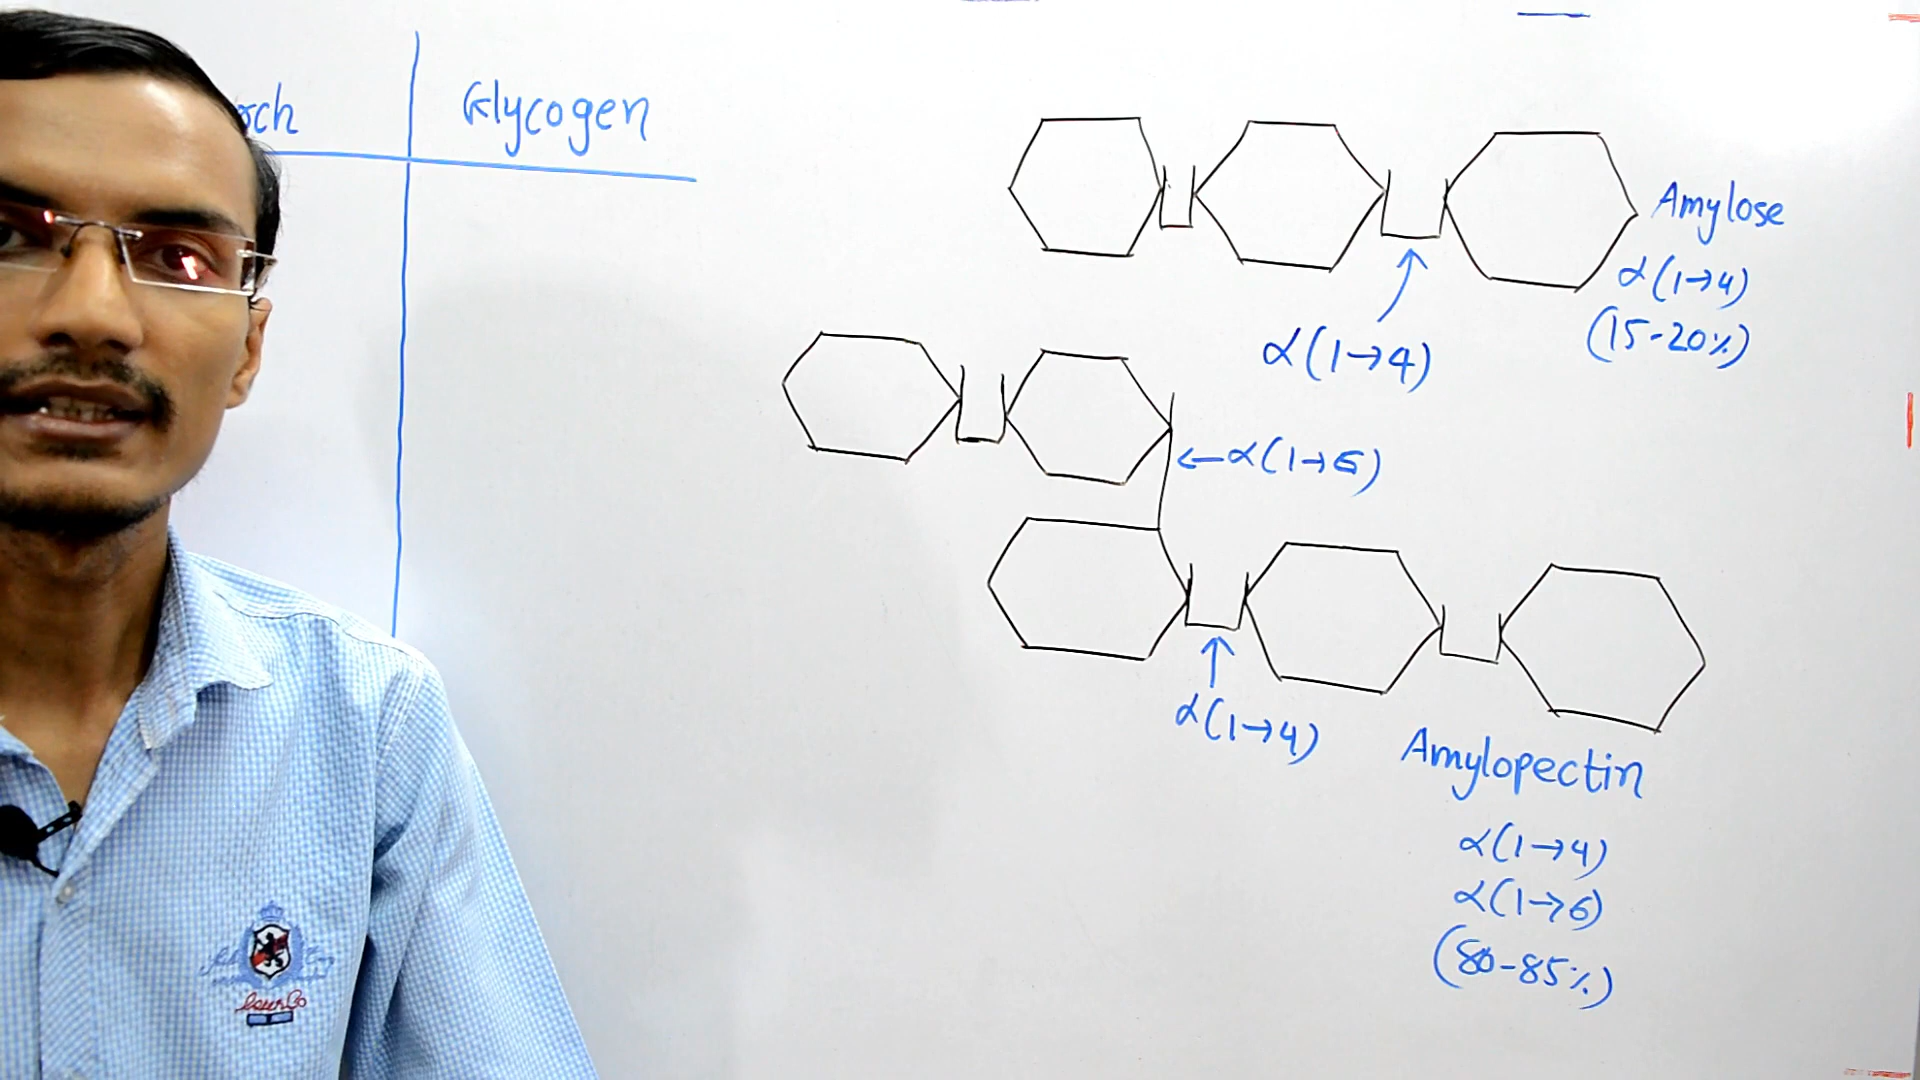 rch
Glycogen
Amylose
α(1→4)
(15-20%)
α(1→4)
←α(1→6)
α(1→4)
Amylopectin
α(1→4)
α(1→6)
(80-85%)